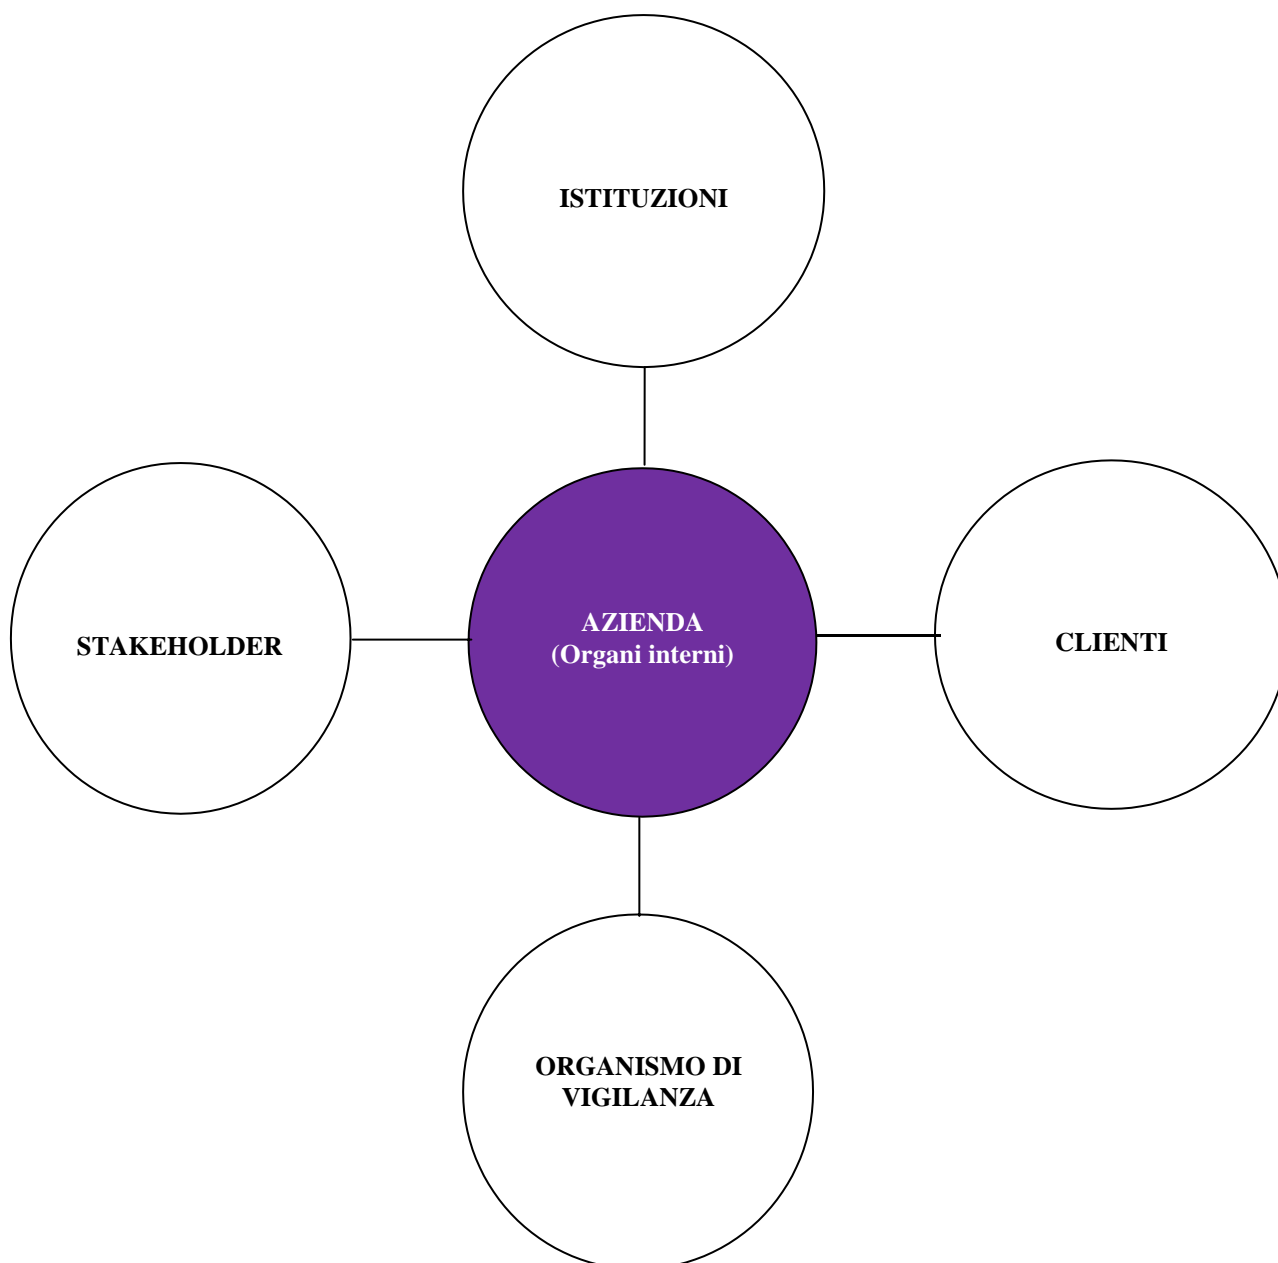 ISTITUZIONI
STAKEHOLDER
AZIENDA
(Organi interni)
CLIENTI
ORGANISMO DI
VIGILANZA